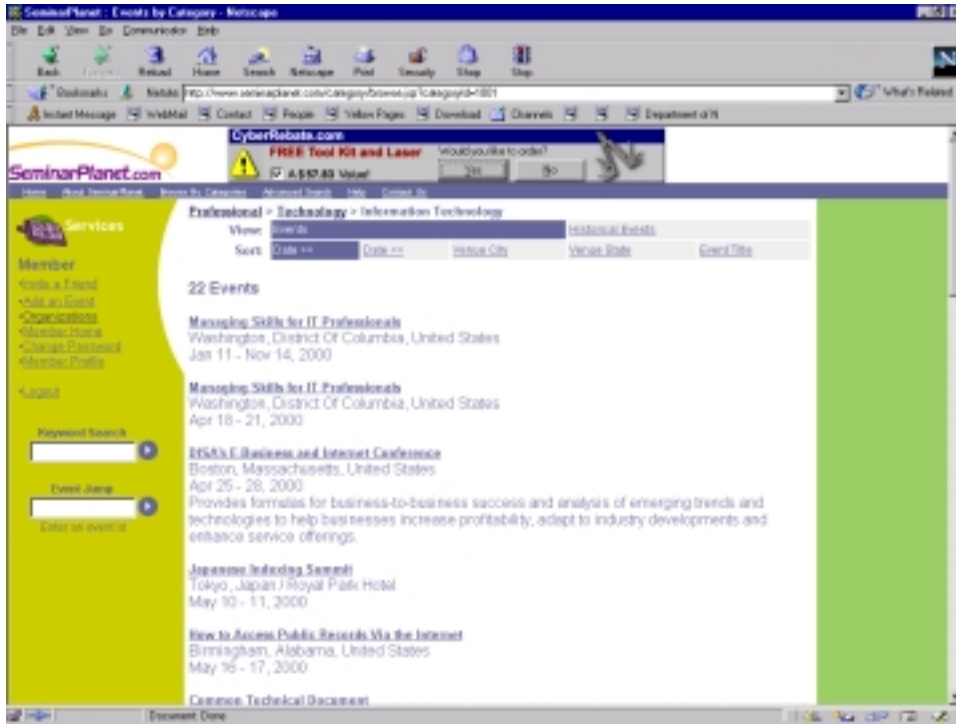 SeminarPlanet : Events by Category - Netscape
File Edit View Go Communicator Help
Back Forward Reload Home Search Netscape Print Security Shop Stop
Bookmarks Netsite http://www.seminarplanet.com/category/browse.jsp?categoryid=1001 What's Related
Instant Message WebMail Contact People Yellow Pages Download Channels
CyberRebate.com
FREE Tool Kit and Laser
A $57.80 Value!
Would you like to order?
Yes No
SeminarPlanet.com
Home About SeminarPlanet Browse By Categories Advanced Search Help Contact Us
Services
Member
Invite a Friend
Add an Event
Organizations
Member Home
Change Password
Member Profile
Logout
Keyword Search
Event Jump
Enter an event id
Professional > Technology > Information Technology
View: Events Historical Events
Sort: Date >> Date << Venue City Venue State Event Title
22 Events
Managing Skills for IT Professionals
Washington, District Of Columbia, United States
Jan 11 - Nov 14, 2000
Managing Skills for IT Professionals
Washington, District Of Columbia, United States
Apr 18 - 21, 2000
E-Business and Internet Conference
Boston, Massachusetts, United States
Apr 25 - 28, 2000
Provides formulas for business-to-business success and analysis of emerging trends and
technologies to help businesses increase profitability, adapt to industry developments and
enhance service offerings.
Japanese Indexing Summit
Tokyo, Japan / Royal Park Hotel
May 10 - 11, 2000
How to Access Public Records Via the Internet
Birmingham, Alabama, United States
May 16 - 17, 2000
Common Technical Document
Document: Done